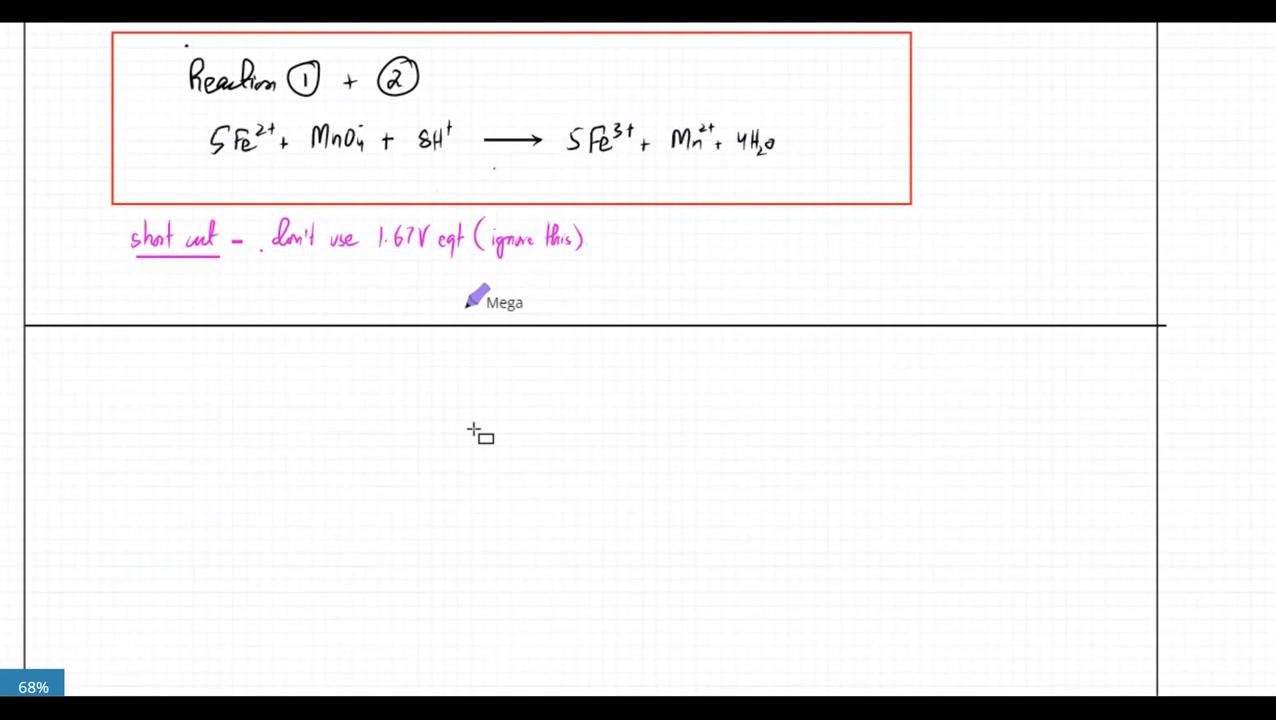 Reaction ① + ②
5Fe²⁺ + MnO₄⁻ + 8H⁺ ⟶ 5Fe³⁺ + Mn²⁺ + 4H₂O
short cut - don't use 1.67V eqt (ignore this)
Mega
68%